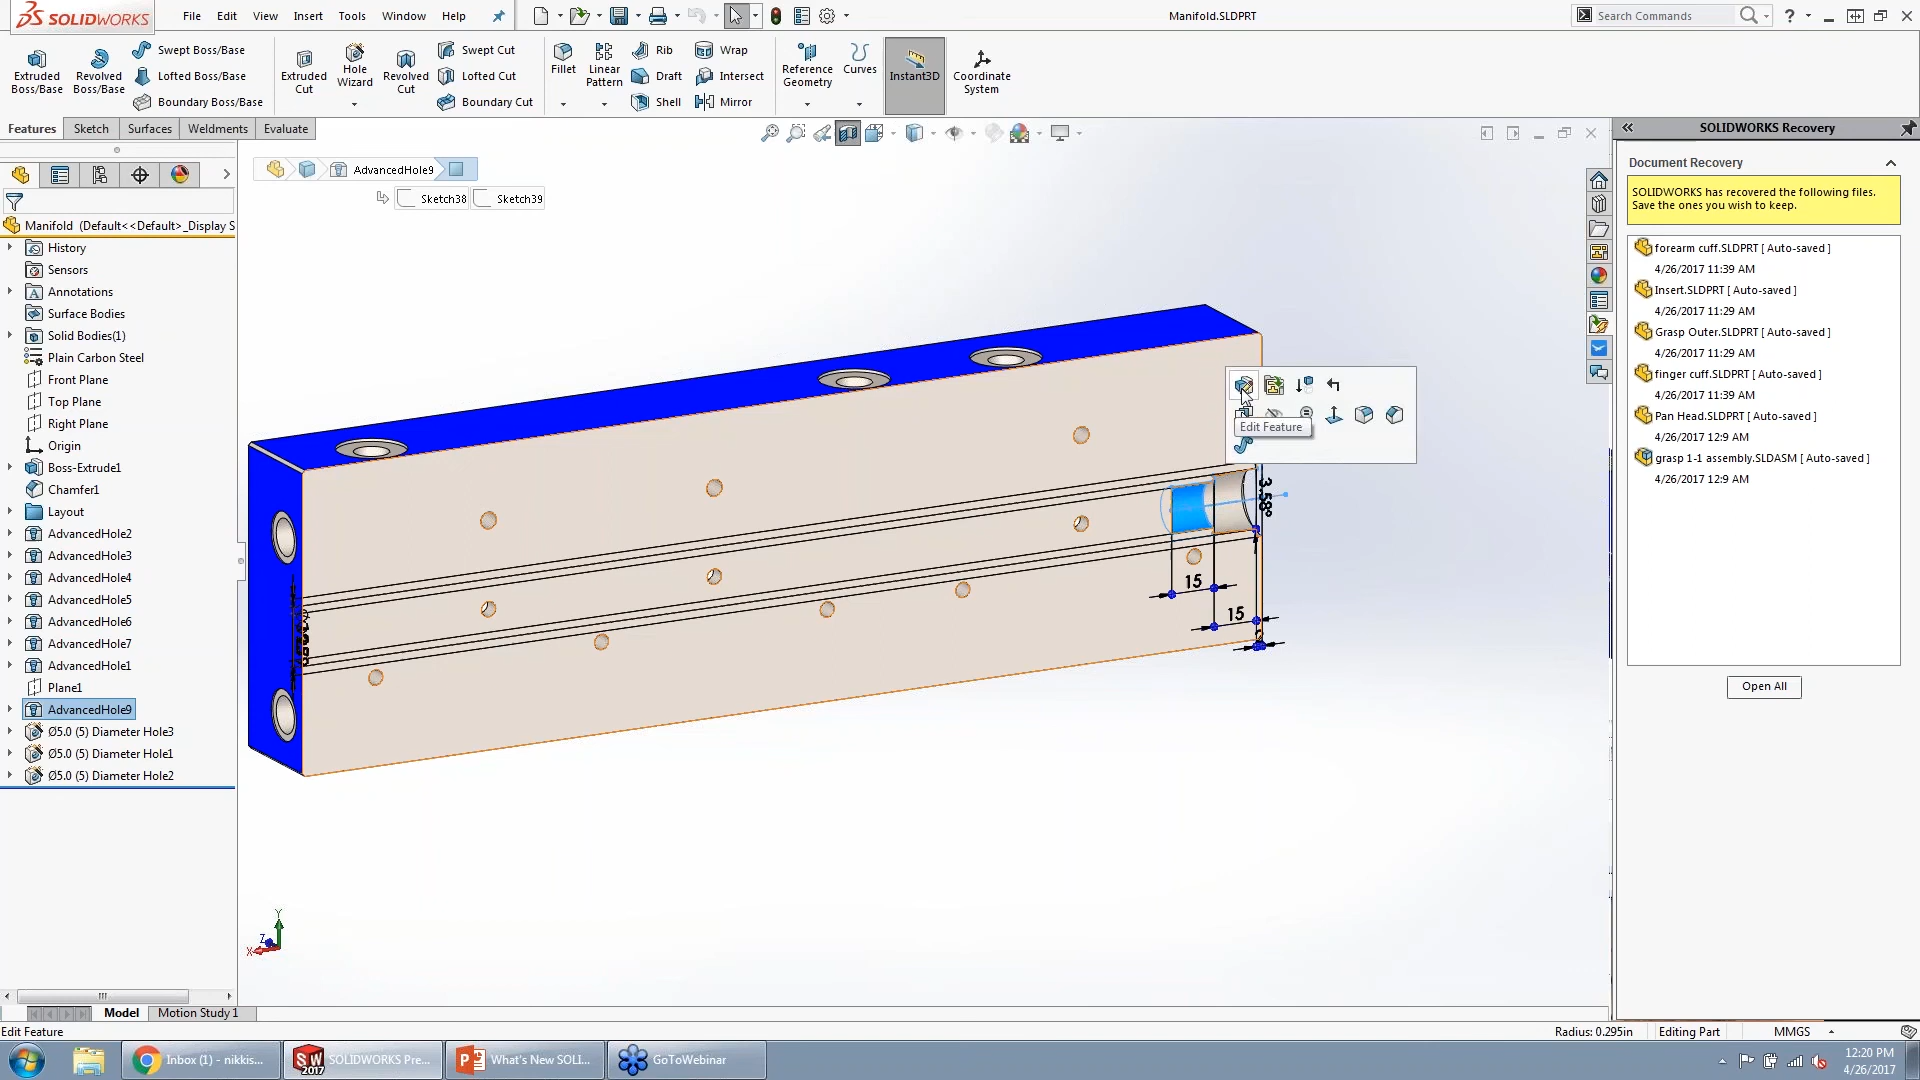 SOLIDWORKS File Edit View Insert Tools Window Help Manifold.SLDPRT Search Commands
Extruded Boss/Base
Revolved Boss/Base
Swept Boss/Base
Lofted Boss/Base
Boundary Boss/Base
Extruded Cut
Hole Wizard
Revolved Cut
Swept Cut
Lofted Cut
Boundary Cut
Fillet
Linear Pattern
Rib
Draft
Shell
Wrap
Intersect
Mirror
Reference Geometry
Curves
Instant3D
Coordinate System
Features Sketch Surfaces Weldments Evaluate
AdvancedHole9
Sketch38 Sketch39
Manifold (Default<<Default>_Display S
History
Sensors
Annotations
Surface Bodies
Solid Bodies(1)
Plain Carbon Steel
Front Plane
Top Plane
Right Plane
Origin
Boss-Extrude1
Chamfer1
Layout
AdvancedHole2
AdvancedHole3
AdvancedHole4
AdvancedHole5
AdvancedHole6
AdvancedHole7
AdvancedHole1
Plane1
AdvancedHole9
Ø5.0 (5) Diameter Hole3
Ø5.0 (5) Diameter Hole1
Ø5.0 (5) Diameter Hole2
Edit Feature
3.58°
15
15
2
Y
Z
X
SOLIDWORKS Recovery
Document Recovery
SOLIDWORKS has recovered the following files.
Save the ones you wish to keep.
forearm cuff.SLDPRT [ Auto-saved ]
4/26/2017 11:39 AM
Insert.SLDPRT [ Auto-saved ]
4/26/2017 11:29 AM
Grasp Outer.SLDPRT [ Auto-saved ]
4/26/2017 11:29 AM
finger cuff.SLDPRT [ Auto-saved ]
4/26/2017 11:39 AM
Pan Head.SLDPRT [ Auto-saved ]
4/26/2017 12:9 AM
grasp 1-1 assembly.SLDASM [ Auto-saved ]
4/26/2017 12:9 AM
Open All
Model Motion Study 1
Edit Feature Radius: 0.295in Editing Part MMGS
Inbox (1) - nikkis... SOLIDWORKS Pre... What's New SOLI... GoToWebinar
12:20 PM
4/26/2017